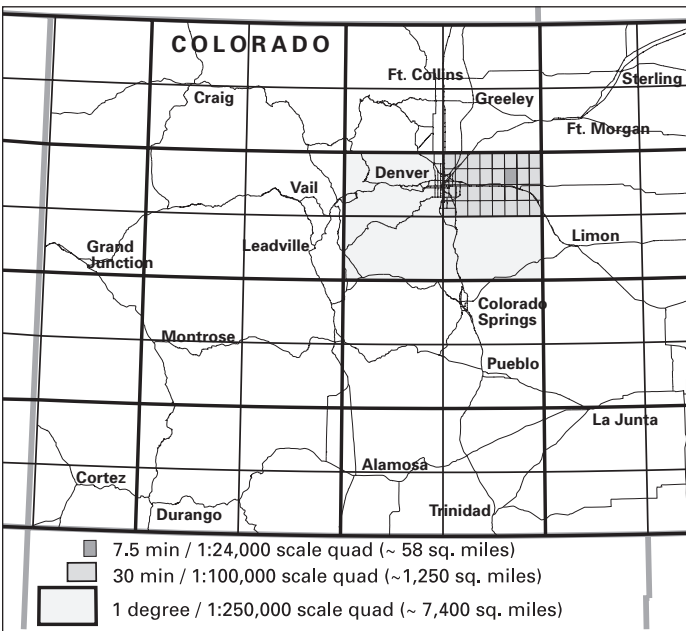 COLORADO
Ft. Collins
Sterling
Craig
Greeley
Ft. Morgan
Denver
Vail
Limon
Grand
Junction
Leadville
Colorado
Springs
Montrose
Pueblo
La Junta
Alamosa
Cortez
Trinidad
Durango
7.5 min / 1:24,000 scale quad (~ 58 sq. miles)
30 min / 1:100,000 scale quad (~1,250 sq. miles)
1 degree / 1:250,000 scale quad (~ 7,400 sq. miles)